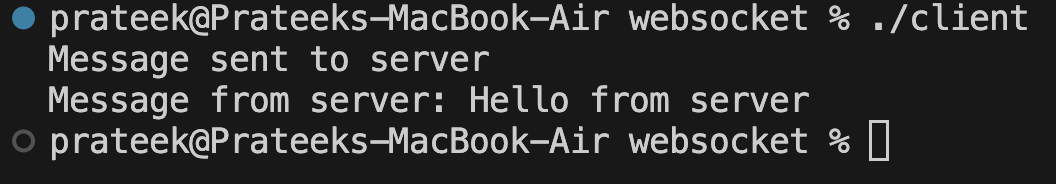 prateek@Prateeks-MacBook-Air websocket % ./client
Message sent to server
Message from server: Hello from server
prateek@Prateeks-MacBook-Air websocket %